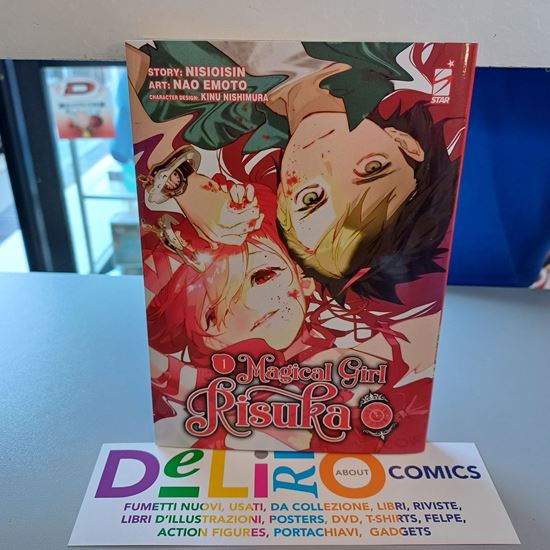 STORY: NISIOISIN
ART: NAO EMOTO
CHARACTER DESIGN: KINU NISHIMURA
STAR
1 Magical Girl
Risuka
DeLiRiO ABOUT COMICS
FUMETTI NUOVI, USATI, DA COLLEZIONE, LIBRI, RIVISTE,
LIBRI D'ILLUSTRAZIONI, POSTERS, DVD, T-SHIRTS, FELPE,
ACTION FIGURES, PORTACHIAVI, GADGETS